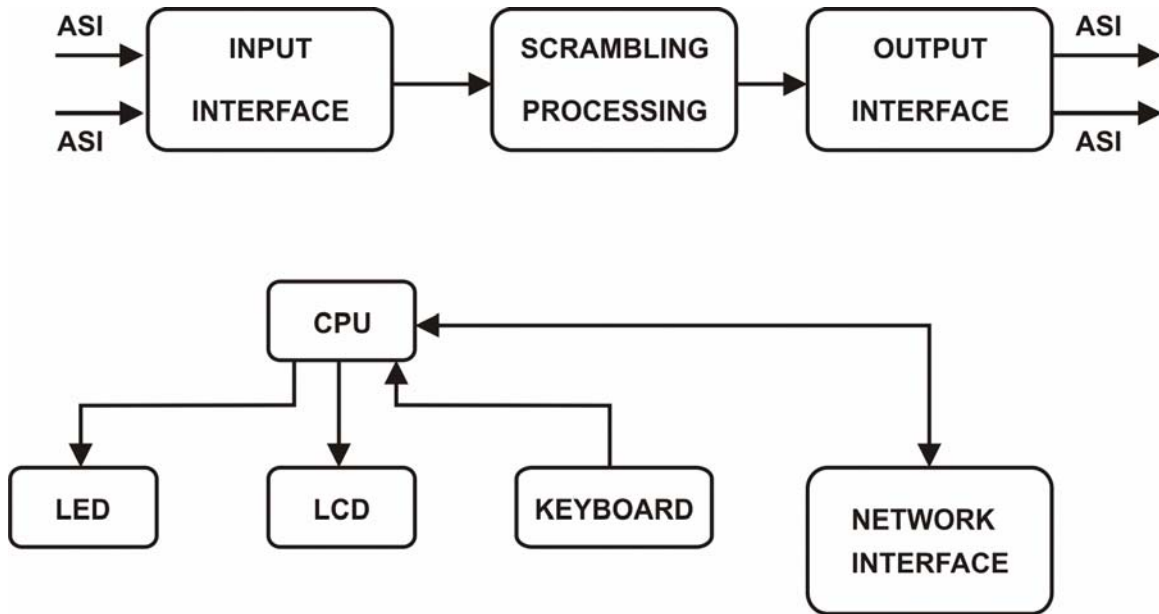 ASI
ASI
INPUT
INTERFACE
SCRAMBLING
PROCESSING
OUTPUT
INTERFACE
ASI
ASI
CPU
LED
LCD
KEYBOARD
NETWORK
INTERFACE